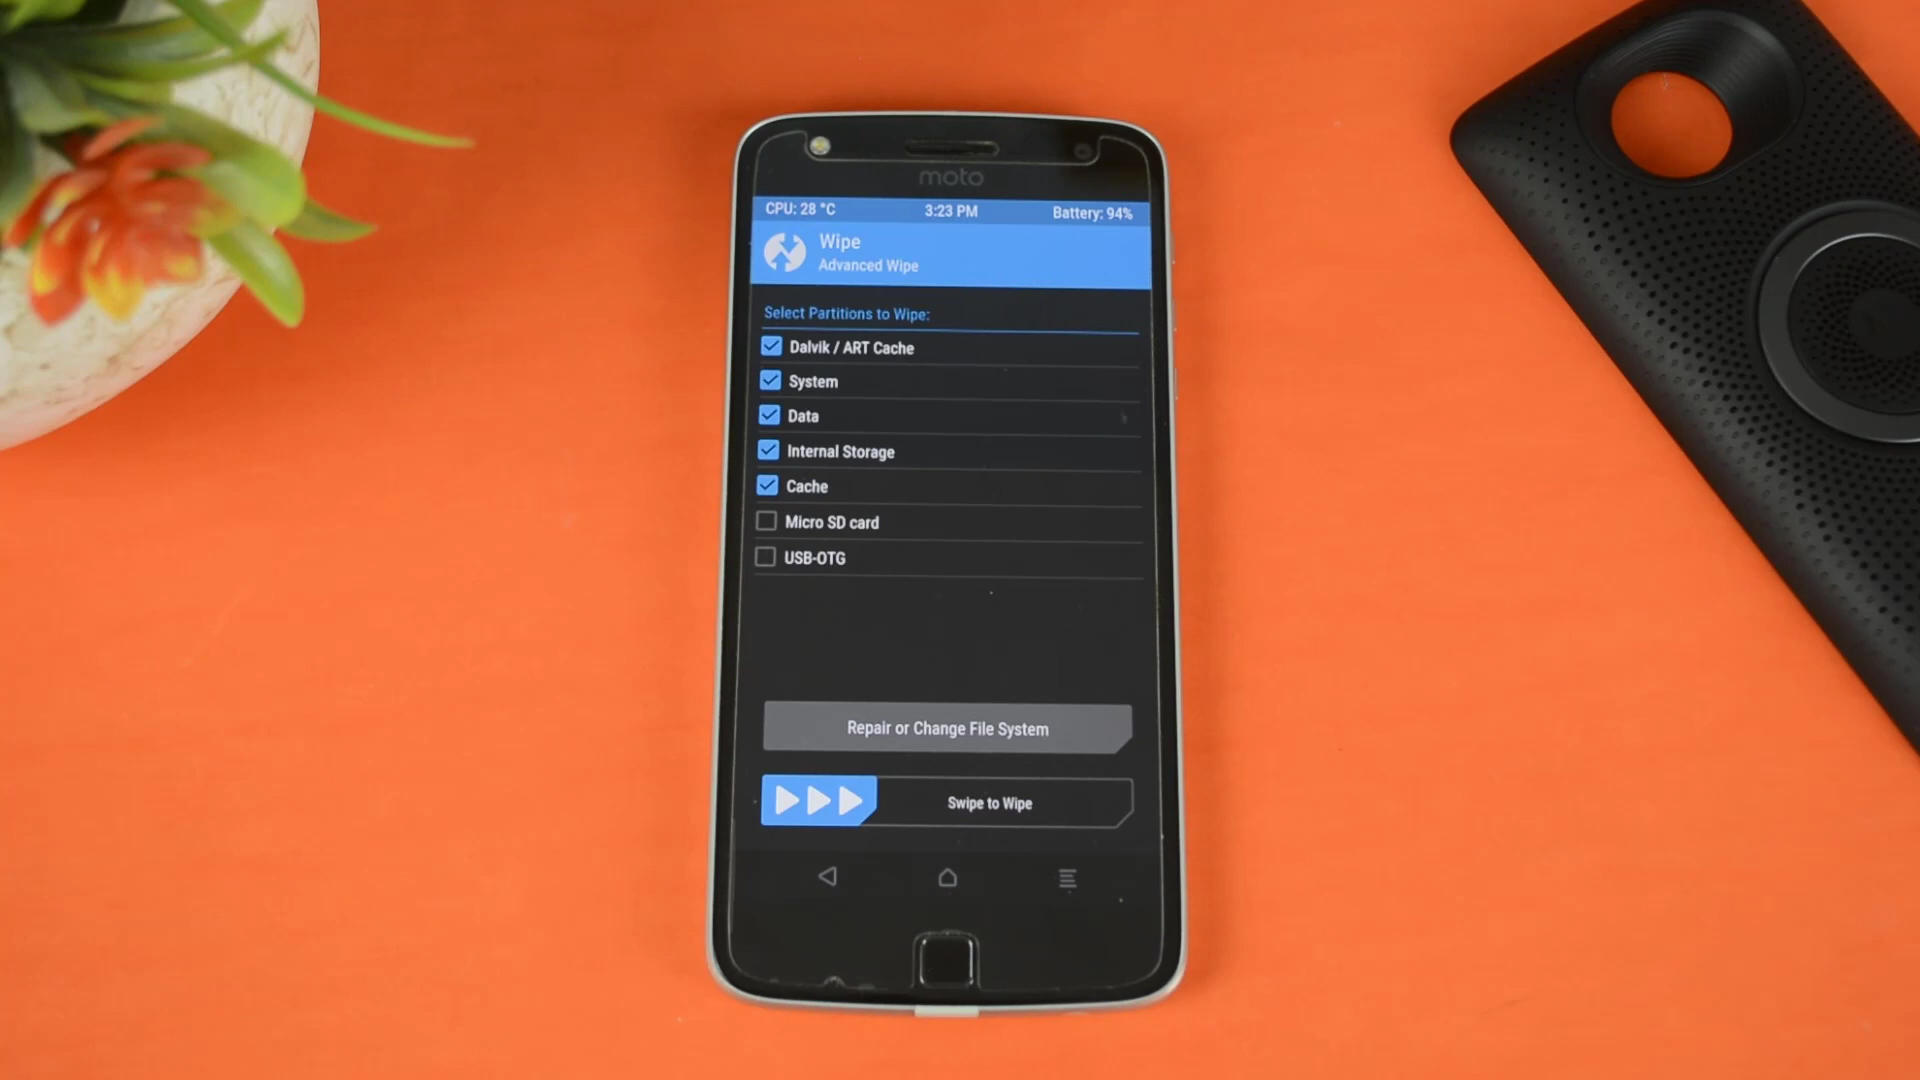 moto
CPU: 28 °C 3:23 PM Battery: 94%
Wipe
Advanced Wipe
Select Partitions to Wipe:
Dalvik / ART Cache
System
Data
Internal Storage
Cache
Micro SD card
USB-OTG
Repair or Change File System
Swipe to Wipe